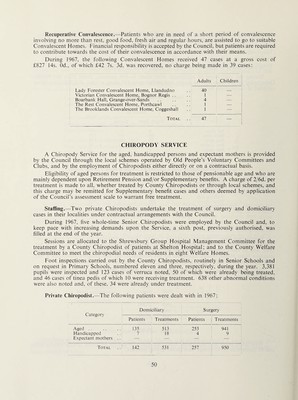 Recuperative Convalescence.—Patients who are in need of a short period of convalescence
involving no more than rest, good food, fresh air and regular hours, are assisted to go to suitable
Convalescent Homes. Financial responsibility is accepted by the Council, but patients are required
to contribute towards the cost of their convalescence in accordance with their means.
During 1967, the following Convalescent Homes received 47 cases at a gross cost of
£827 14s. 0d., of which £42 7s. 3d. was recovered, no charge being made in 39 cases:
Adults Children
Lady Forester Convalescent Home, Llandudno 40 —
Victorian Convalescent Home, Bognor Regis 1 —
Boarbank Hall, Grange-over-Sands 4 —
The Rest Convalescent Home, Porthcawl 1 —
The Brooklands Convalescent Home, Coggeshall 1 —
TOTAL 47 —
CHIROPODY SERVICE
A Chiropody Service for the aged, handicapped persons and expectant mothers is provided
by the Council through the local schemes operated by Old People's Voluntary Committees and
Clubs, and by the employment of Chiropodists either directly or on a contractual basis.
Eligibility of aged persons for treatment is restricted to those of pensionable age and who are
mainly dependent upon Retirement Pension and/or Supplementary benefits. A charge of 2/6d. per
treatment is made to all, whether treated by County Chiropodists or through local schemes, and
this charge may be remitted for Supplementary benefit cases and others deemed by application
of the Council's assessment scale to warrant free treatment.
Staffing.—Two private Chiropodists undertake the treatment of surgery and domiciliary
cases in their localities under contractual arrangements with the Council.
During 1967, five whole-time Senior Chiropodists were employed by the Council and, to
keep pace with increasing demands upon the Service, a sixth post, previously authorised, was
filled at the end of the year.
Sessions are allocated to the Shrewsbury Group Hospital Management Committee for the
treatment by a County Chiropodist of patients at Shelton Hospital; and to the County Welfare
Committee to meet the chiropodial needs of residents in eight Welfare Homes.
Foot inspections carried out by the County Chiropodists, routinely in Senior Schools and
on request in Primary Schools, numbered eleven and three, respectively, during the year. 3,381
pupils were inspected and 123 cases of verruca noted, 50 of which were already being treated,
and 46 cases of tinea pedis of which 10 were receiving treatment. 638 other abnormal conditions
were also noted and, of these, 34 already under treatment.
Private Chiropodist.—The following patients were dealt with in 1967:
Category Domiciliary Surgery
Patients Treatments Patients Treatments
Aged 135 513 253 941
Handicapped 7 18 4 9
Expectant mothers — — — —
TOTAL 142 531 257 950
50